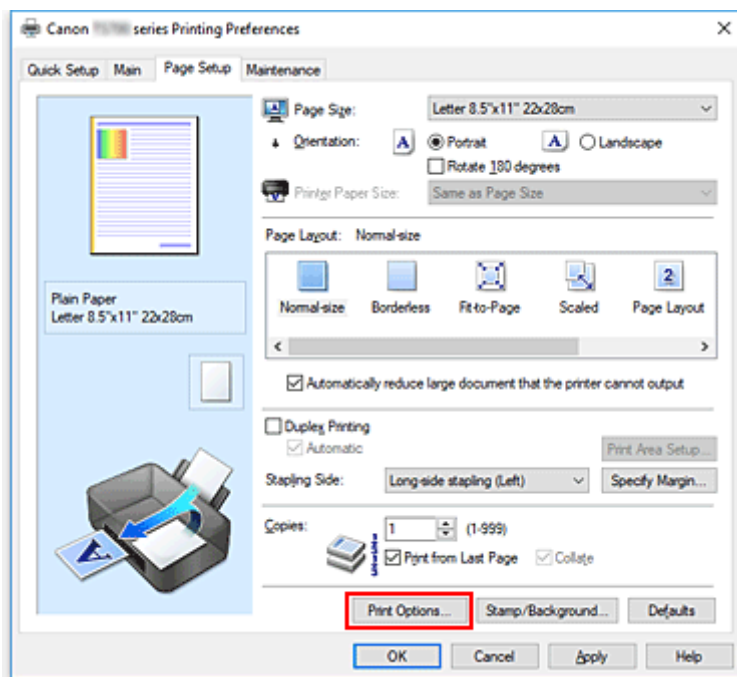 Canon series Printing Preferences
Quick Setup Main Page Setup Maintenance
Page Size: Letter 8.5"x11" 22x28cm
Orientation: A Portrait A Landscape
Rotate 180 degrees
Printer Paper Size: Same as Page Size
Page Layout: Normal-size
Plain Paper
Letter 8.5"x11" 22x28cm
2
Normal-size Borderless Fit-to-Page Scaled Page Layout
Automatically reduce large document that the printer cannot output
Duplex Printing
Automatic
Print Area Setup...
Stapling Side: Long-side stapling (Left) Specify Margin...
Copies: 1 (1-999)
Print from Last Page Collate
A
Print Options... Stamp/Background... Defaults
OK Cancel Apply Help